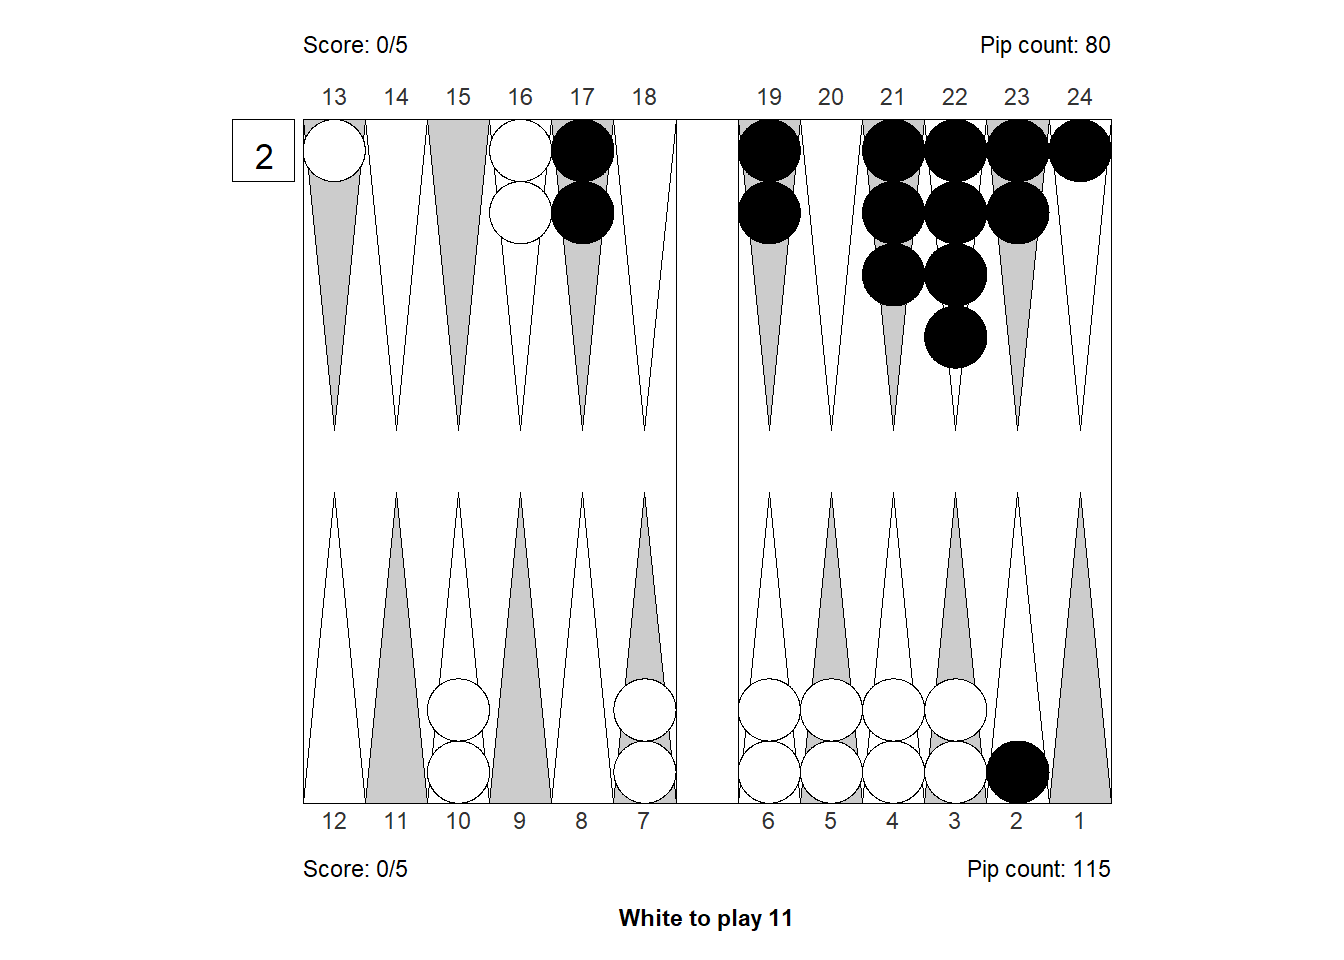 Score: 0/5 Pip count: 80
13 14 15 16 17 18 19 20 21 22 23 24
2
12 11 10 9 8 7 6 5 4 3 2 1
Score: 0/5 Pip count: 115
White to play 11